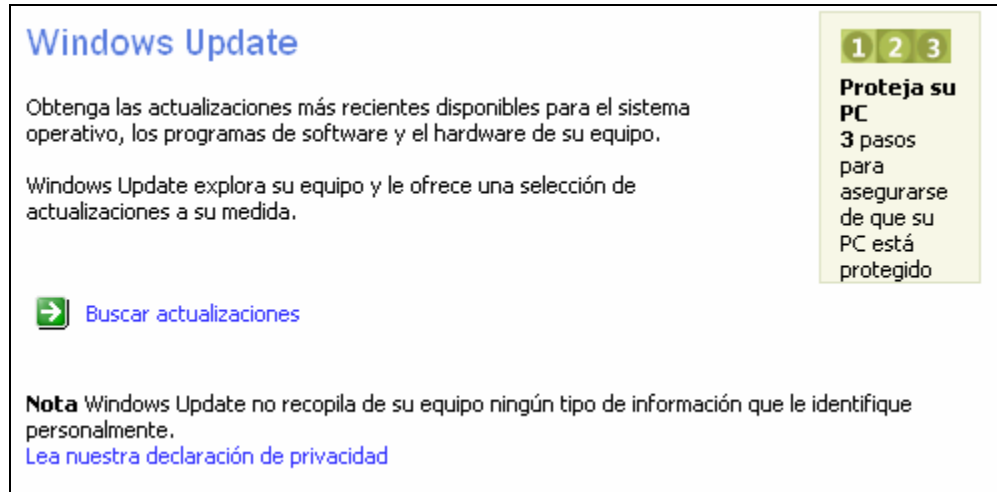 Windows Update
Obtenga las actualizaciones más recientes disponibles para el sistema
operativo, los programas de software y el hardware de su equipo.
Windows Update explora su equipo y le ofrece una selección de
actualizaciones a su medida.
Buscar actualizaciones
Nota Windows Update no recopila de su equipo ningún tipo de información que le identifique
personalmente.
Lea nuestra declaración de privacidad
1 2 3
Proteja su
PC
3 pasos
para
asegurarse
de que su
PC está
protegido